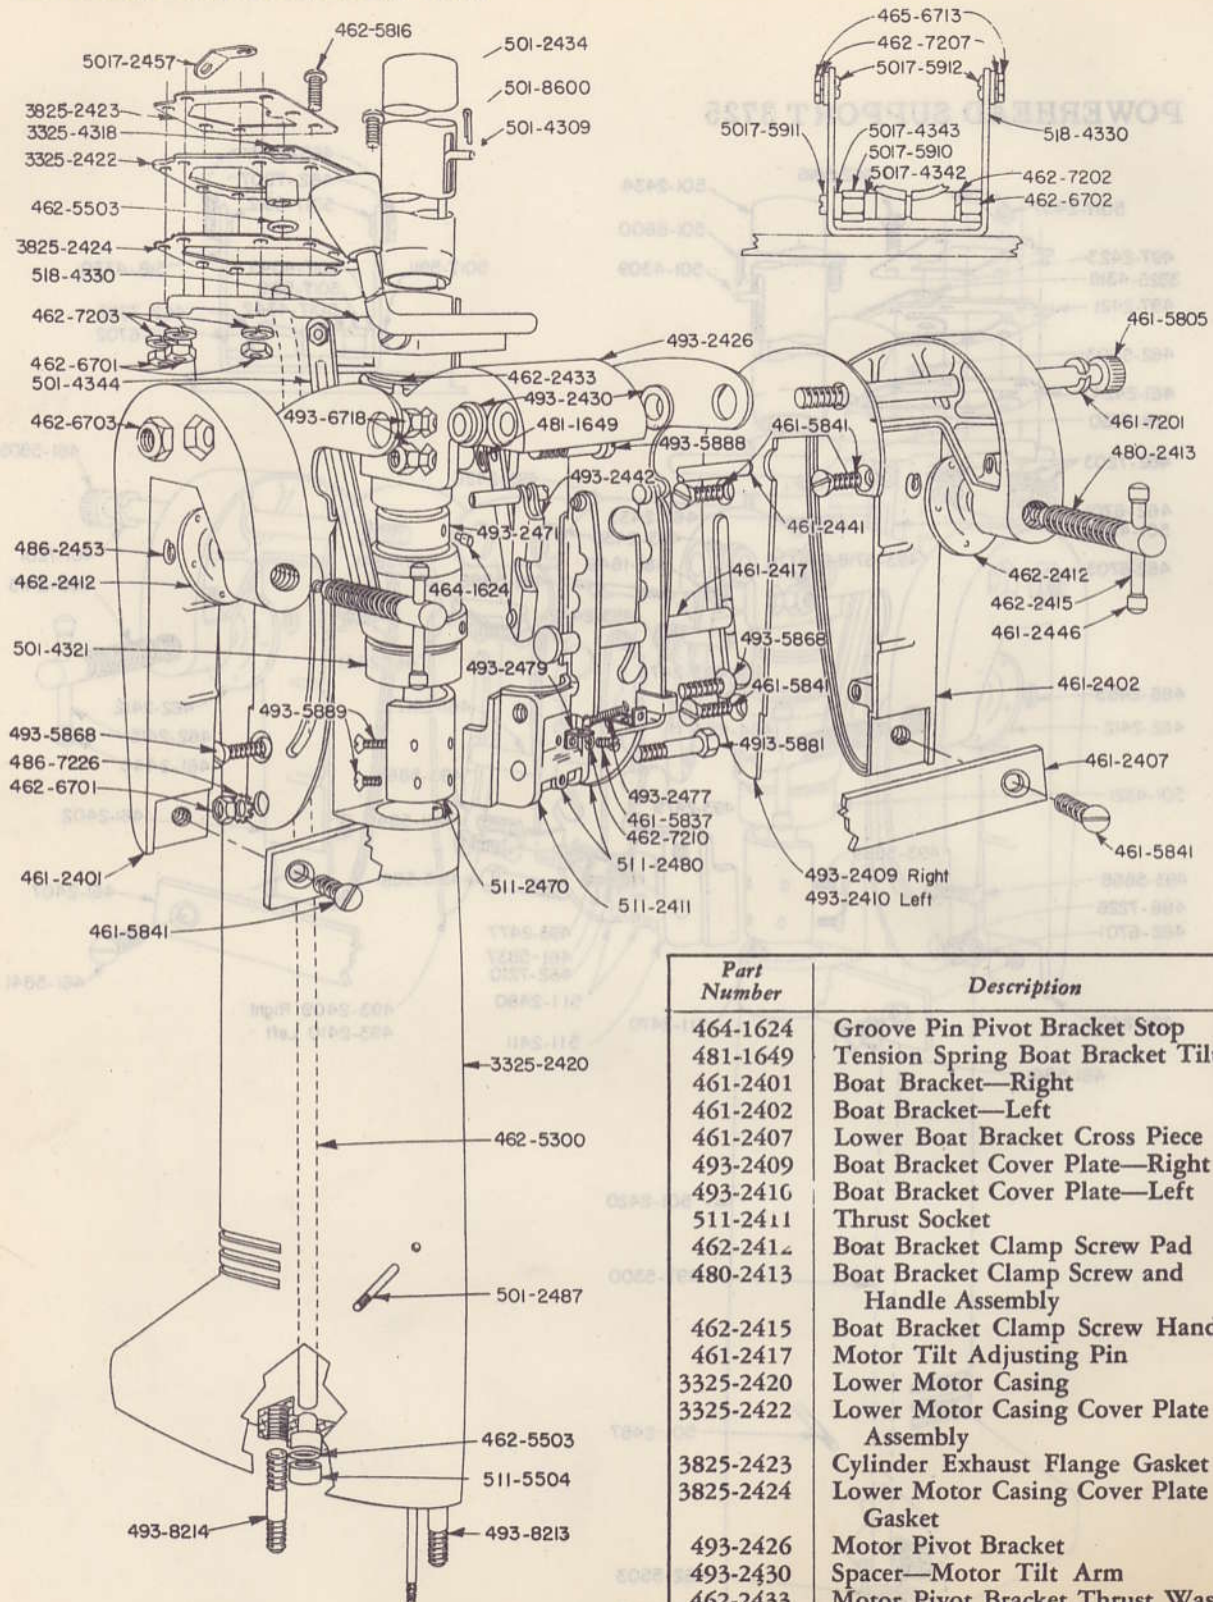 462-5816
501-2434
5017-2457
501-8600
3825-2423
3325-4318
501-4309
3325-2422
462-5503
3825-2424
518-4330
462-7203
462-6701
501-4344
462-6703
465-6713
462-7207
5017-5912
5017-5911
5017-4343
518-4330
5017-5910
5017-4342
462-7202
462-6702
493-2426
461-5805
462-2433
493-2430
493-6718
481-1649
493-5888
461-5841
461-7201
480-2413
493-2442
461-2441
486-2453
493-2471
462-2412
461-2417
462-2412
464-1624
462-2415
461-2446
501-4321
493-2479
493-5868
461-5841
461-2402
493-5889
493-5868
4913-5881
461-2407
486-7226
462-6701
493-2477
461-5837
462-7210
511-2480
461-2401
511-2470
511-2411
493-2409 Right
493-2410 Left
461-5841
461-5841
3325-2420
462-5300
501-2487
462-5503
511-5504
493-8214
493-8213
Part Number Description
464-1624 Groove Pin Pivot Bracket Stop
481-1649 Tension Spring Boat Bracket Tilt
461-2401 Boat Bracket—Right
461-2402 Boat Bracket—Left
461-2407 Lower Boat Bracket Cross Piece
493-2409 Boat Bracket Cover Plate—Right
493-2410 Boat Bracket Cover Plate—Left
511-2411 Thrust Socket
462-2412 Boat Bracket Clamp Screw Pad
480-2413 Boat Bracket Clamp Screw and
Handle Assembly
462-2415 Boat Bracket Clamp Screw Hand
461-2417 Motor Tilt Adjusting Pin
3325-2420 Lower Motor Casing
3325-2422 Lower Motor Casing Cover Plate
Assembly
3825-2423 Cylinder Exhaust Flange Gasket
3825-2424 Lower Motor Casing Cover Plate
Gasket
493-2426 Motor Pivot Bracket
493-2430 Spacer—Motor Tilt Arm
462-2433 Motor Pivot Bracket Thrust Was